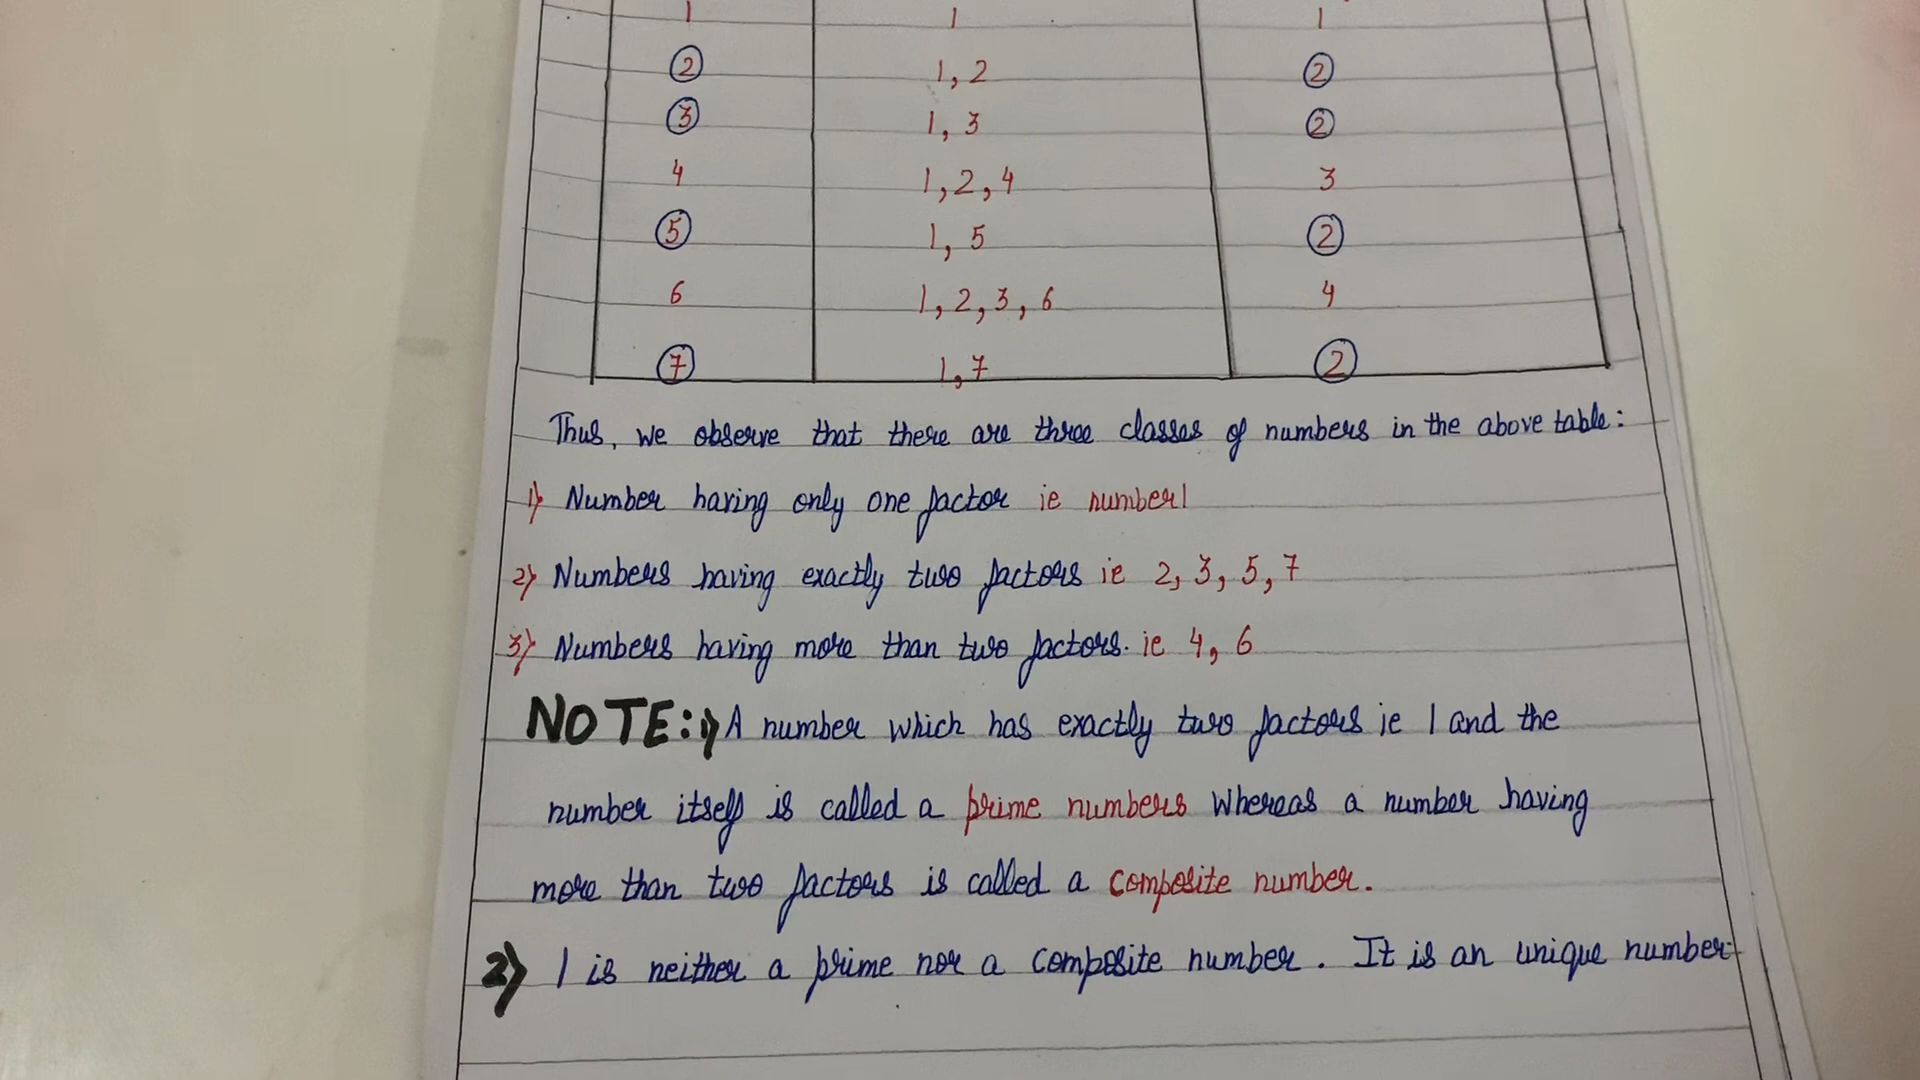 1 1 1
2 1, 2 2
3 1, 3 2
4 1, 2, 4 3
5 1, 5 2
6 1, 2, 3, 6 4
7 1, 7 2
Thus, we observe that there are three classes of numbers in the above table:
1) Number having only one factor ie number 1
2) Numbers having exactly two factors ie 2, 3, 5, 7
3) Numbers having more than two factors. ie 4, 6
NOTE: 1) A number which has exactly two factors ie 1 and the
number itself is called a prime numbers whereas a number having
more than two factors is called a composite number.
2) 1 is neither a prime nor a composite number. It is an unique number.